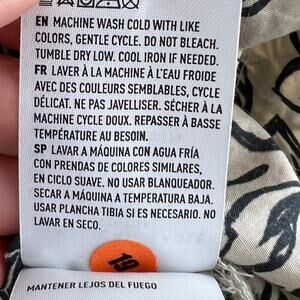 EN MACHINE WASH COLD WITH LIKE
COLORS, GENTLE CYCLE. DO NOT BLEACH.
TUMBLE DRY LOW. COOL IRON IF NEEDED.
FR LAVER À LA MACHINE À L'EAU FROIDE
AVEC DES COULEURS SEMBLABLES, CYCLE
DÉLICAT. NE PAS JAVELLISER. SÉCHER À LA
MACHINE CYCLE DOUX. REPASSER À BASSE
TEMPÉRATURE AU BESOIN.
SP LAVAR A MÁQUINA CON AGUA FRÍA
CON PRENDAS DE COLORES SIMILARES,
EN CICLO SUAVE. NO USAR BLANQUEADOR.
SECAR A MÁQUINA A TEMPERATURA BAJA.
USAR PLANCHA TIBIA SI ES NECESARIO. NO
LAVAR EN SECO.
19
MANTENER LEJOS DEL FUEGO